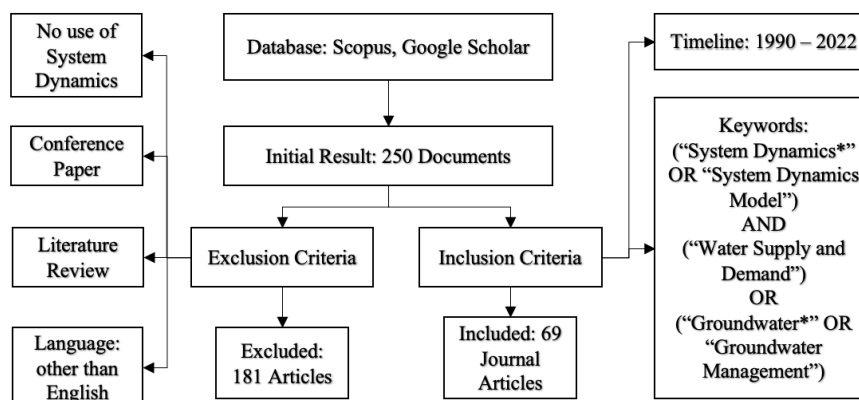 No use of
System
Dynamics
Database: Scopus, Google Scholar
Timeline: 1990 – 2022
Conference
Paper
Initial Result: 250 Documents
Keywords:
(“System Dynamics*”
OR “System Dynamics
Model”)
AND
(“Water Supply and
Demand”)
OR
(“Groundwater*” OR
“Groundwater
Management”)
Literature
Review
Exclusion Criteria
Inclusion Criteria
Language:
other than
English
Excluded:
181 Articles
Included: 69
Journal
Articles